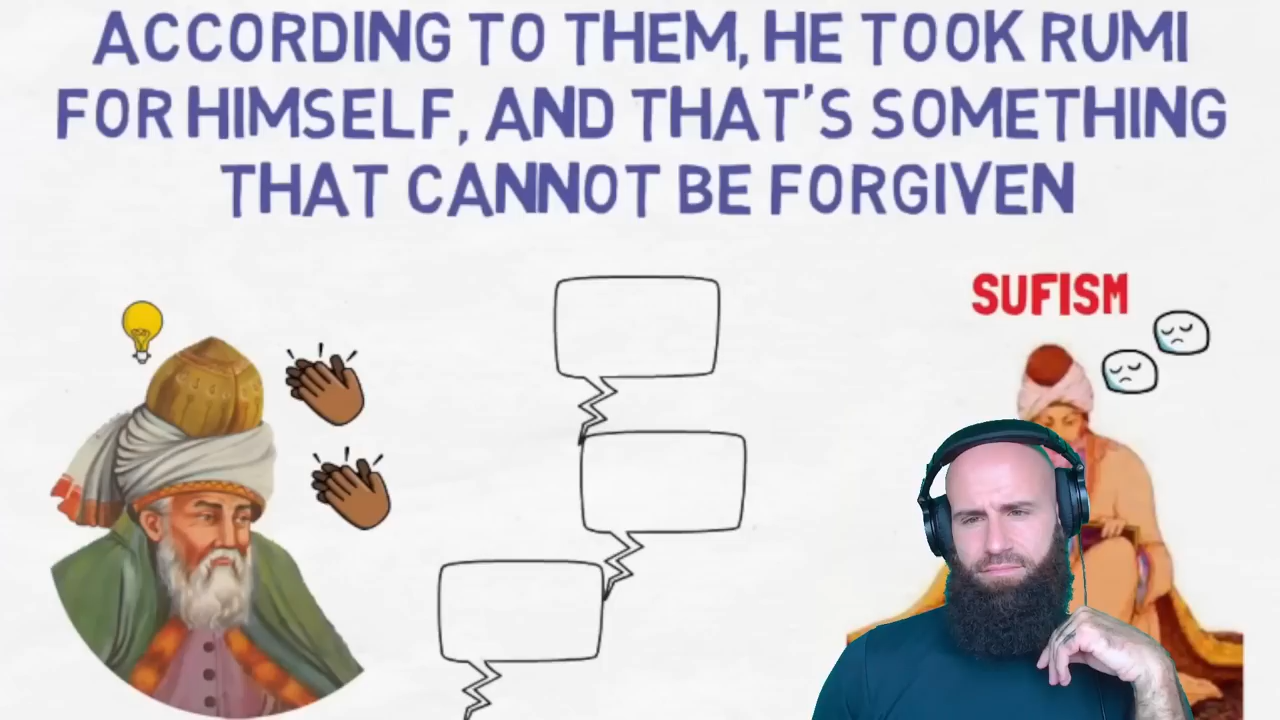 ACCORDING TO THEM, HE TOOK RUMI
FOR HIMSELF, AND THAT'S SOMETHING
THAT CANNOT BE FORGIVEN
SUFISM